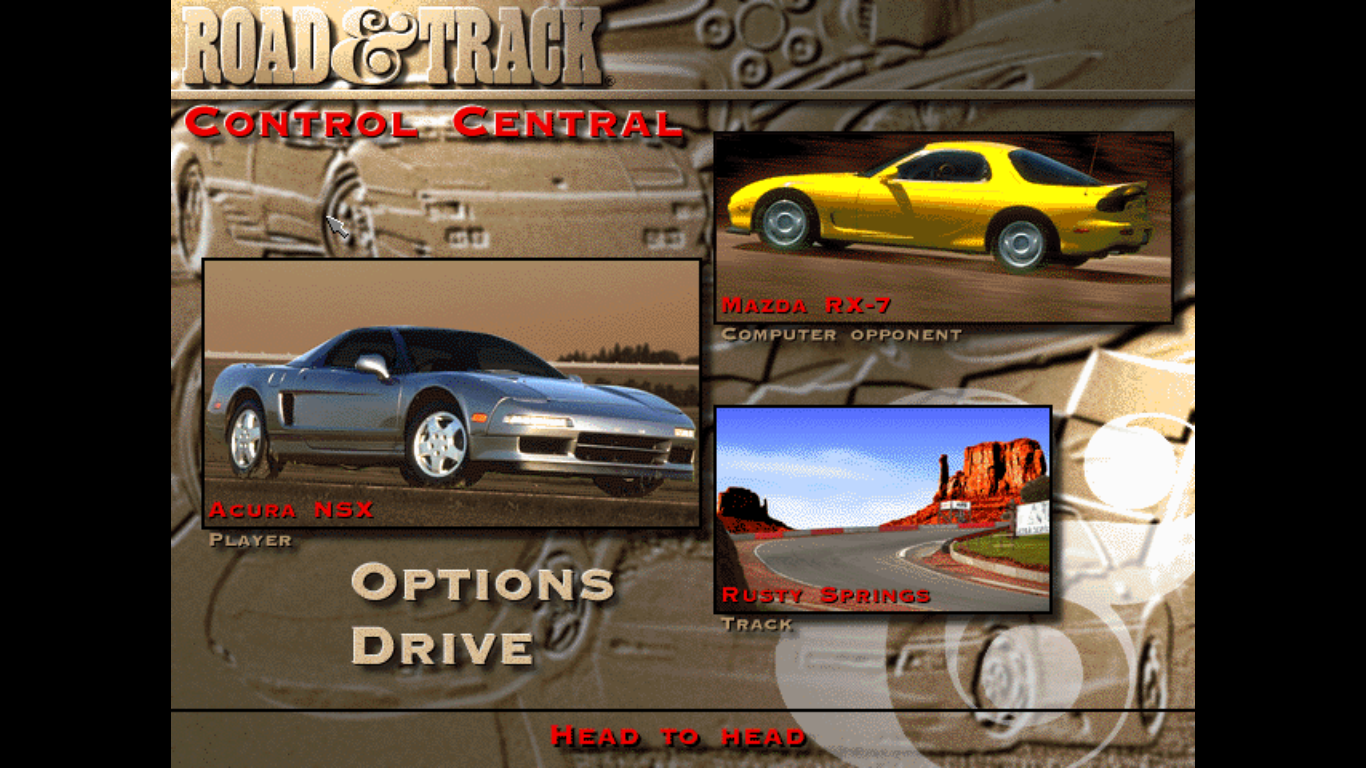 ROAD & TRACK
CONTROL CENTRAL
MAZDA RX-7
COMPUTER OPPONENT
ACURA NSX
PLAYER
RUSTY SPRINGS
TRACK
OPTIONS
DRIVE
HEAD TO HEAD